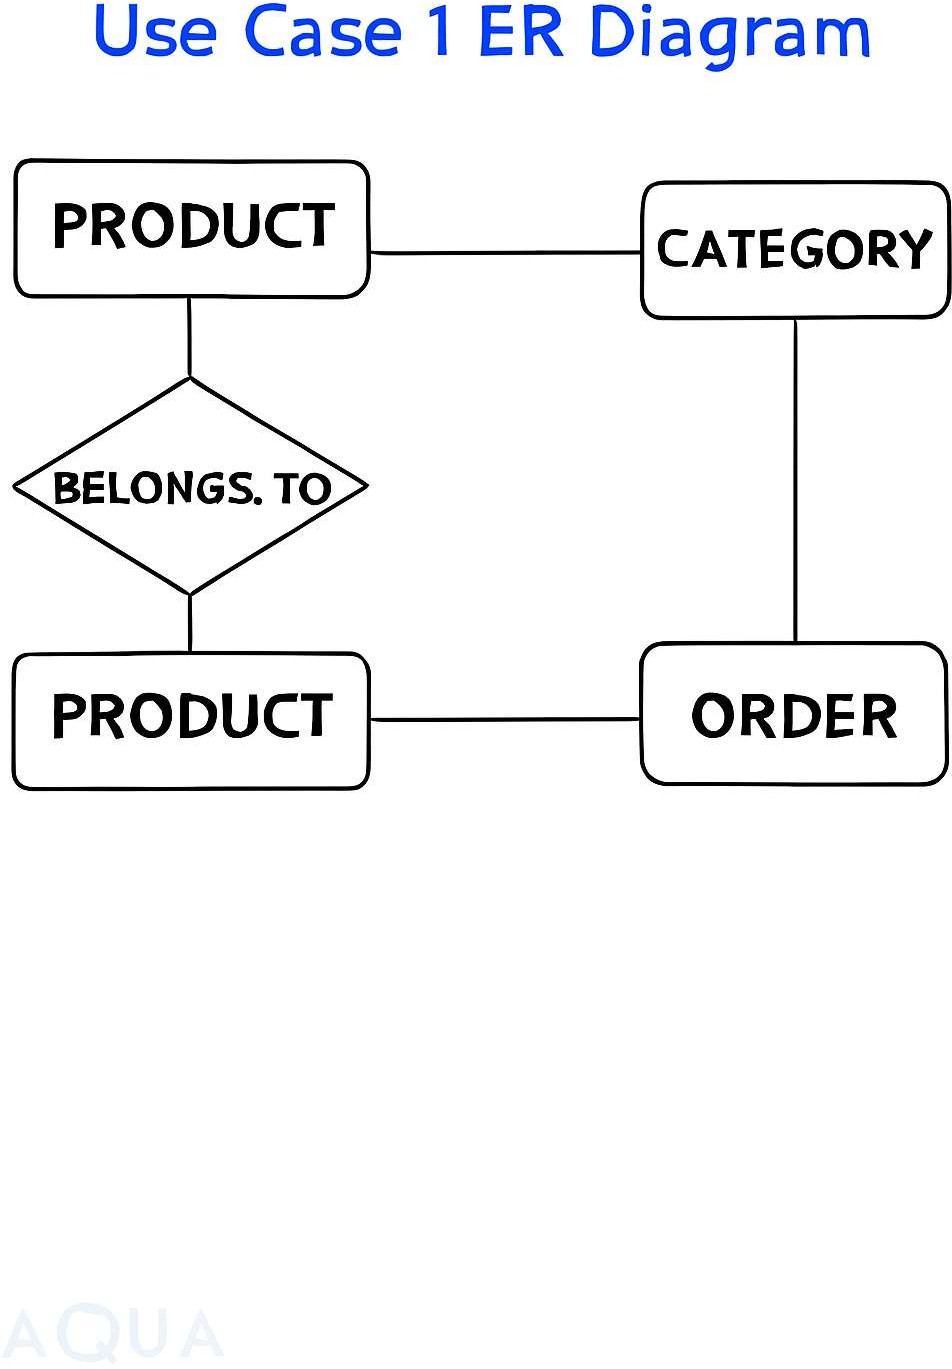 Use Case 1 ER Diagram
PRODUCT
CATEGORY
BELONGS. TO
PRODUCT
ORDER
AQUA